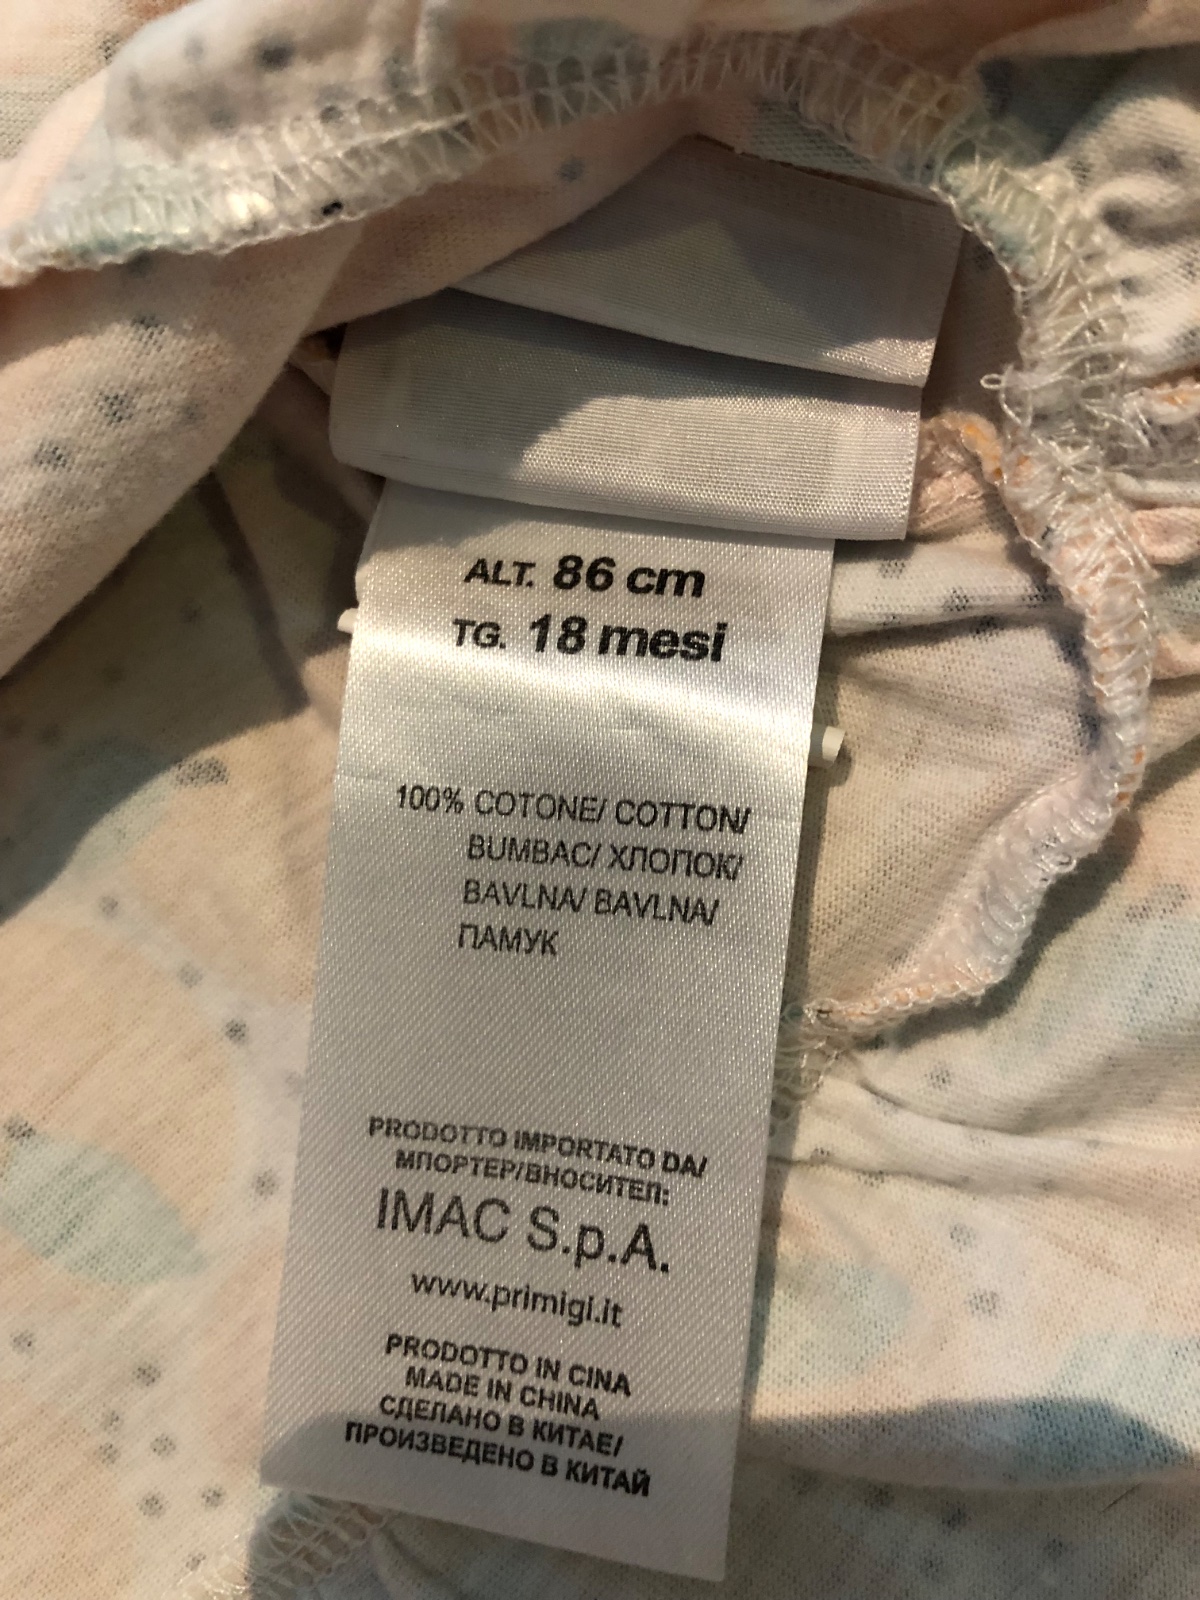 ALT. 86 cm
TG. 18 mesi
100% COTONE/ COTTON/
BUMBAC/ ХЛОПОК/
BAVLNA/ BAVLNA/
ПАМУК
PRODOTTO IMPORTATO DA/
МПОРТЕР/ВНОСИТЕЛ:
IMAC S.p.A.
www.primigi.it
PRODOTTO IN CINA
MADE IN CHINA
СДЕЛАНО В КИТАЕ/
ПРОИЗВЕДЕНО В КИТАЙ